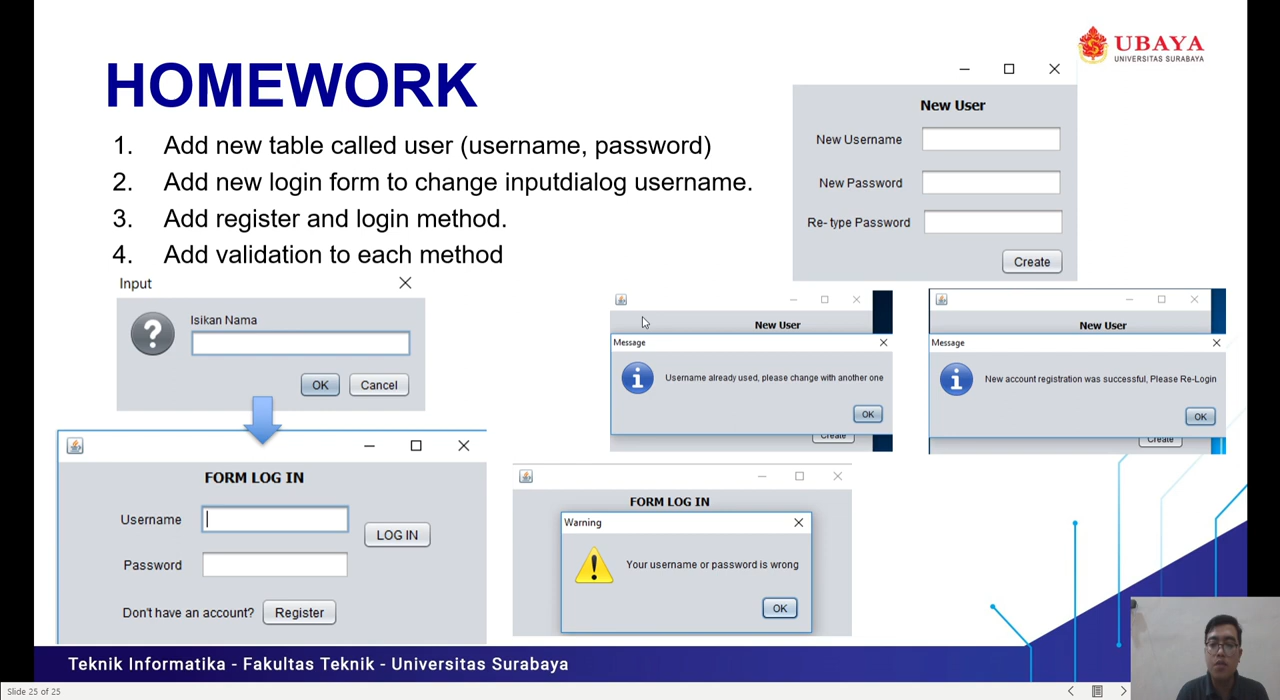 UBAYA
UNIVERSITAS SURABAYA
HOMEWORK
1. Add new table called user (username, password)
2. Add new login form to change inputdialog username.
3. Add register and login method.
4. Add validation to each method
New User
New Username
New Password
Re- type Password
Create
Input
Isikan Nama
OK
Cancel
New User
Message
Username already used, please change with another one
OK
Create
New User
Message
New account registration was successful, Please Re-Login
OK
Create
FORM LOG IN
Username
LOG IN
Password
Don't have an account?
Register
FORM LOG IN
Warning
Your username or password is wrong
OK
Teknik Informatika - Fakultas Teknik - Universitas Surabaya
Slide 25 of 25